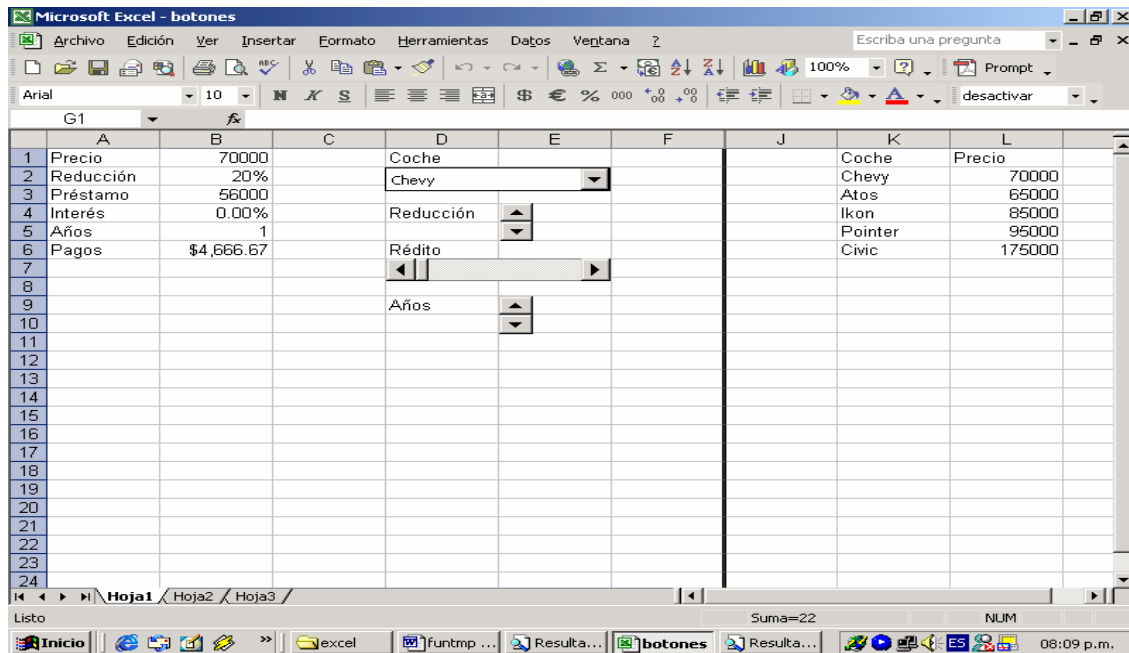 Microsoft Excel - botones
Archivo Edición Ver Insertar Formato Herramientas Datos Ventana ? Escriba una pregunta
100% Prompt
Arial 10 N K S $ € % 000 desactivar
G1 fx
A B C D E F J K L
1 Precio 70000 Coche Coche Precio
2 Reducción 20% Chevy Chevy 70000
3 Préstamo 56000 Atos 65000
4 Interés 0.00% Reducción Ikon 85000
5 Años 1 Pointer 95000
6 Pagos $4,666.67 Rédito Civic 175000
7
8
9 Años
10
11
12
13
14
15
16
17
18
19
20
21
22
23
24
Hoja1 Hoja2 Hoja3
Listo Suma=22 NUM
Inicio » excel funtmp ... Resulta... botones Resulta... ES 08:09 p.m.